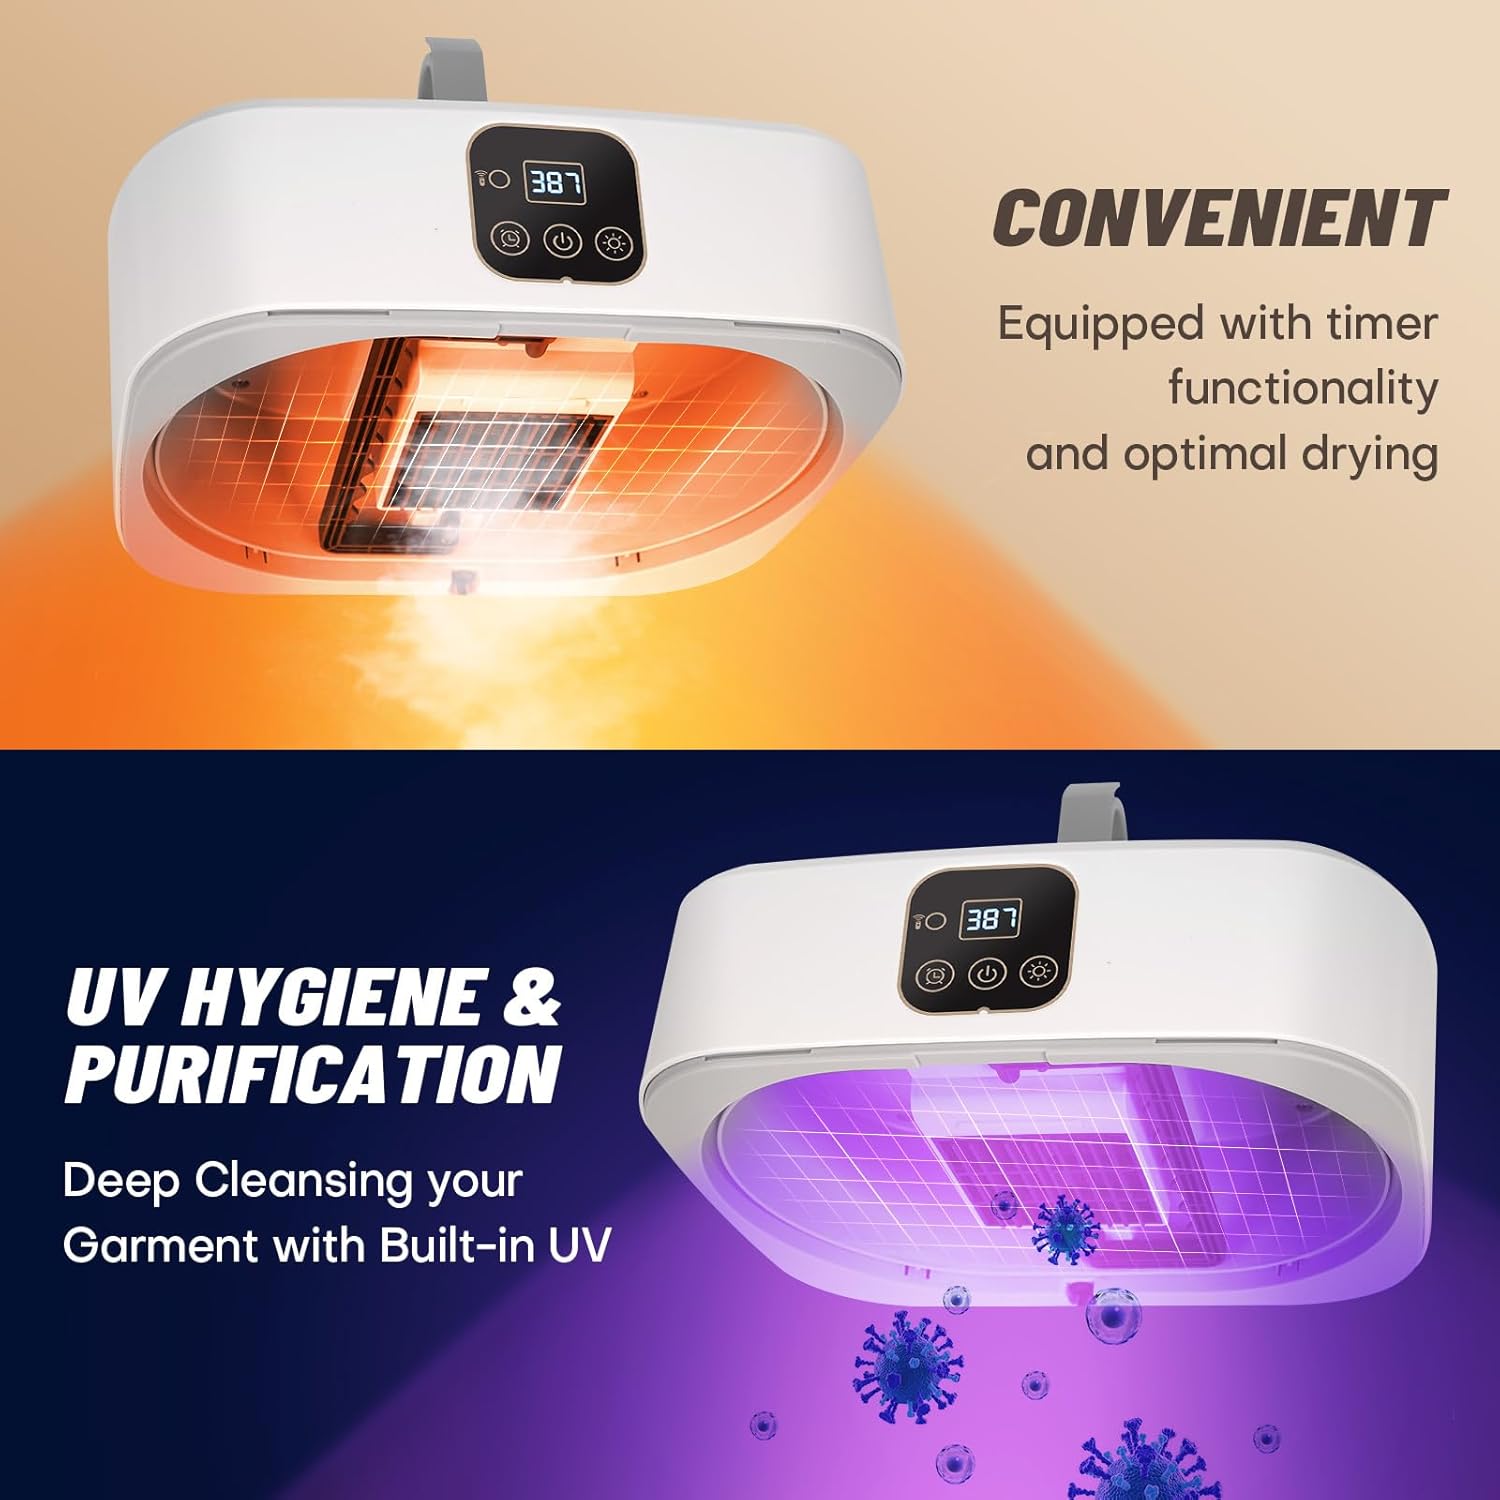 387
CONVENIENT
Equipped with timer
functionality
and optimal drying
387
UV HYGIENE &
PURIFICATION
Deep Cleansing your
Garment with Built-in UV